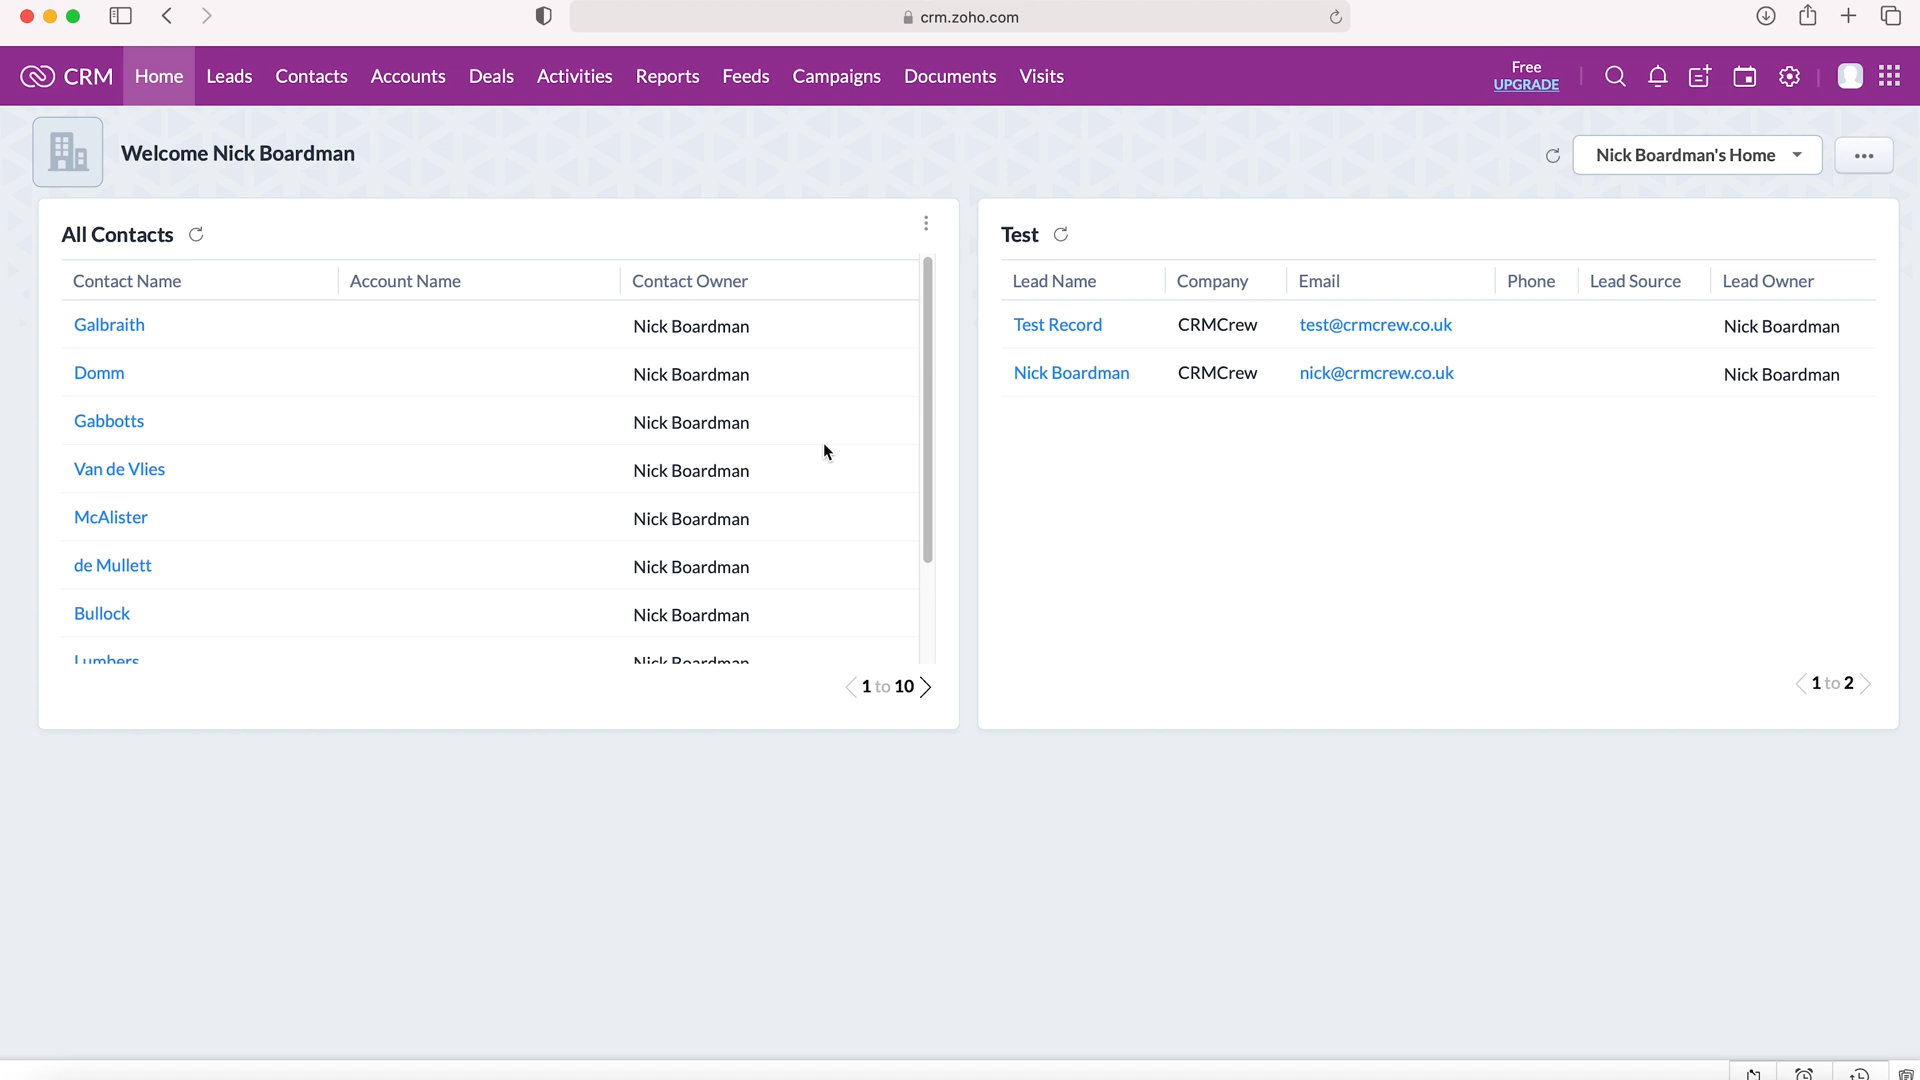 crm.zoho.com
CRM Home Leads Contacts Accounts Deals Activities Reports Feeds Campaigns Documents Visits
Free
UPGRADE
Welcome Nick Boardman
Nick Boardman's Home
All Contacts
Contact Name Account Name Contact Owner
Galbraith Nick Boardman
Domm Nick Boardman
Gabbotts Nick Boardman
Van de Vlies Nick Boardman
McAlister Nick Boardman
de Mullett Nick Boardman
Bullock Nick Boardman
Lumbers Nick Boardman
1 to 10
Test
Lead Name Company Email Phone Lead Source Lead Owner
Test Record CRMCrew test@crmcrew.co.uk Nick Boardman
Nick Boardman CRMCrew nick@crmcrew.co.uk Nick Boardman
1 to 2